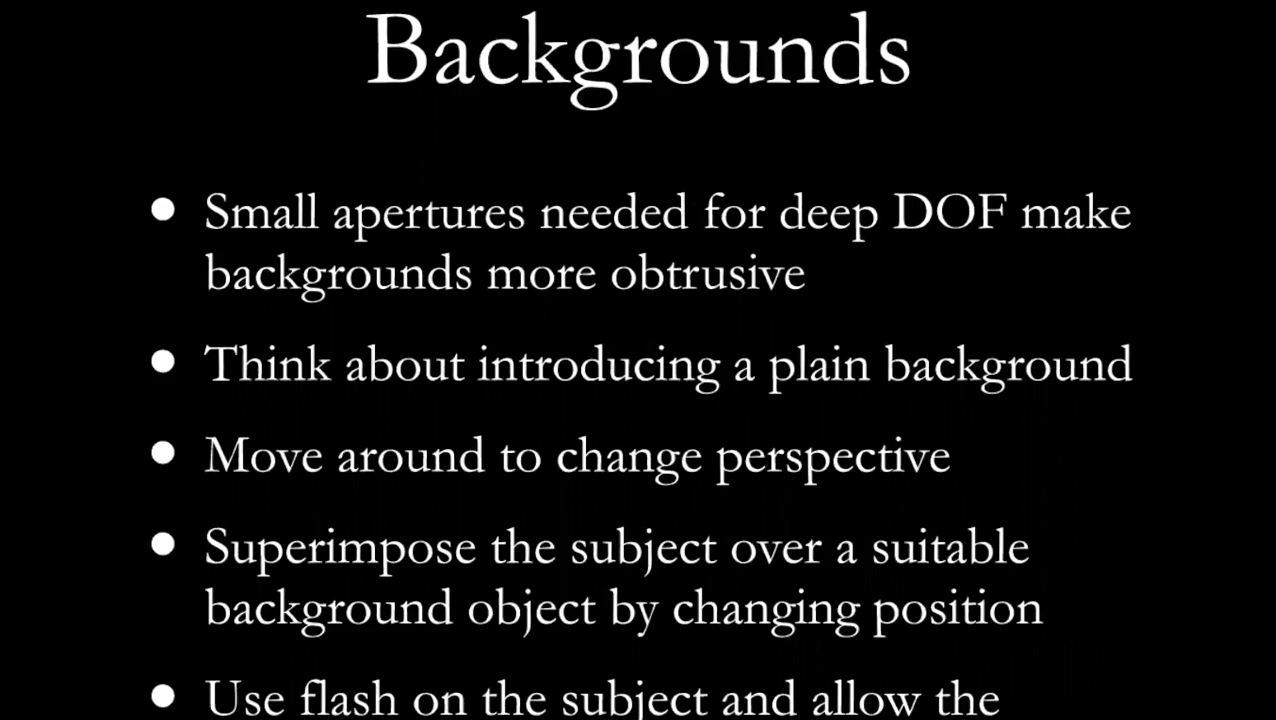 Backgrounds
• Small apertures needed for deep DOF make
backgrounds more obtrusive
• Think about introducing a plain background
• Move around to change perspective
• Superimpose the subject over a suitable
background object by changing position
• Use flash on the subject and allow the